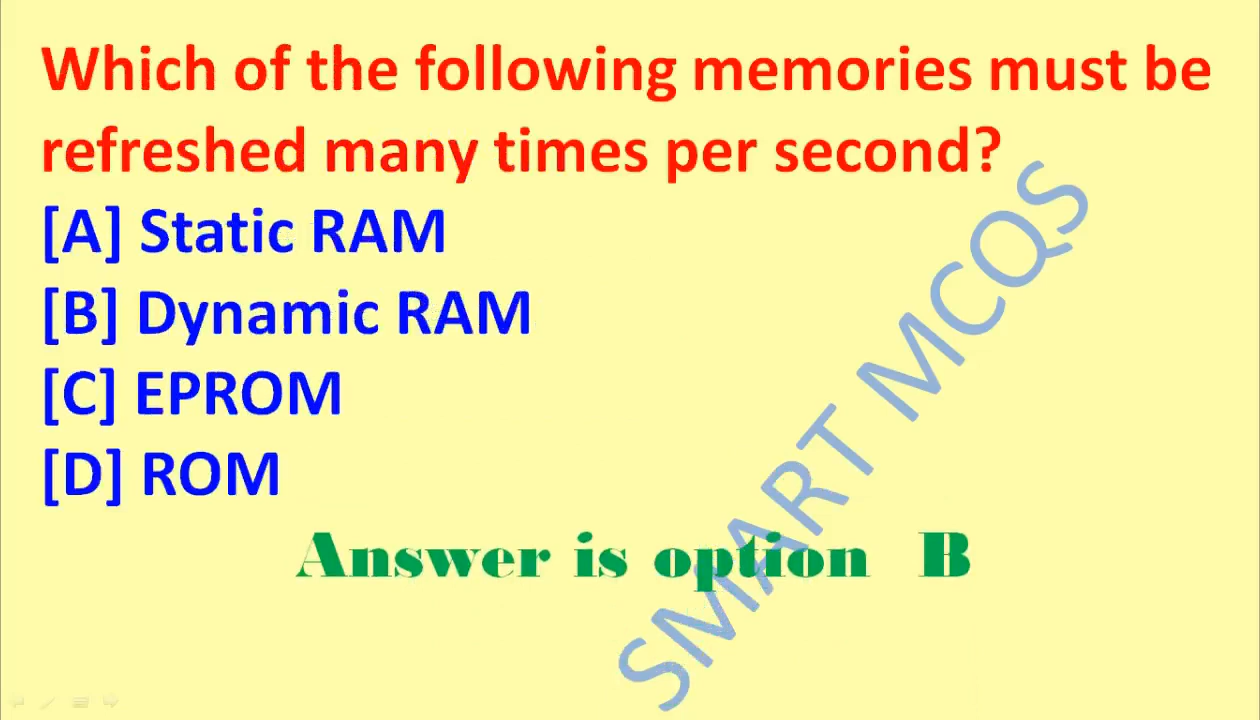 Which of the following memories must be
refreshed many times per second?
[A] Static RAM
[B] Dynamic RAM
[C] EPROM
[D] ROM
Answer is option B
SMART MCQS